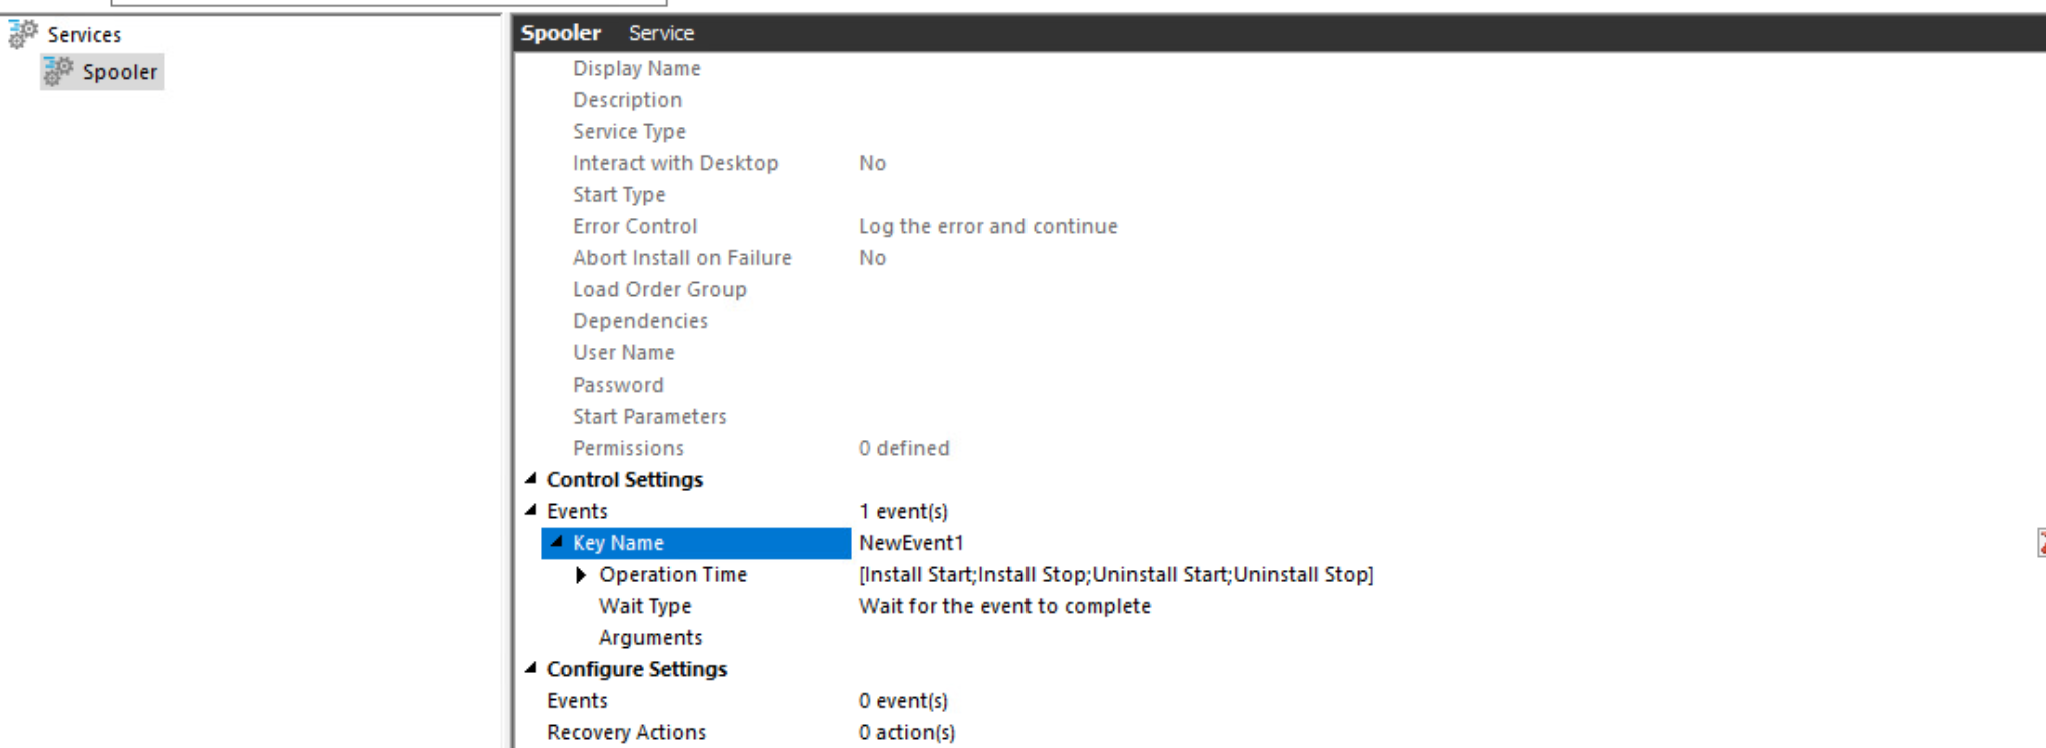 Services
Spooler
Spooler Service
Display Name
Description
Service Type
Interact with Desktop No
Start Type
Error Control Log the error and continue
Abort Install on Failure No
Load Order Group
Dependencies
User Name
Password
Start Parameters
Permissions 0 defined
Control Settings
Events 1 event(s)
Key Name NewEvent1
Operation Time [Install Start;Install Stop;Uninstall Start;Uninstall Stop]
Wait Type Wait for the event to complete
Arguments
Configure Settings
Events 0 event(s)
Recovery Actions 0 action(s)